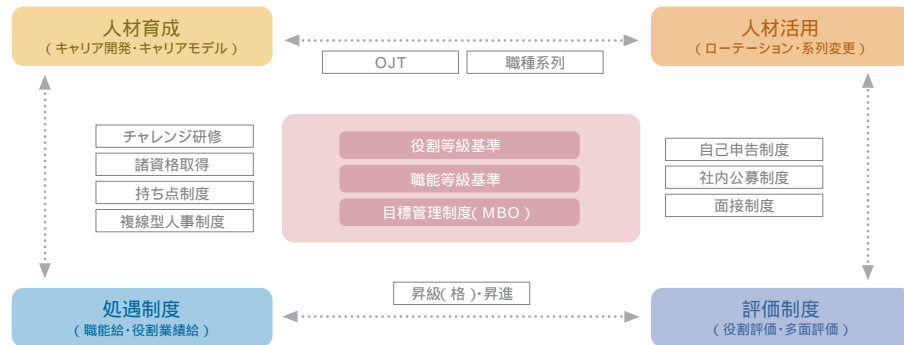 人材育成
(キャリア開発・キャリアモデル)
人材活用
(ローテーション・系列変更)
OJT
職種系列
チャレンジ研修
諸資格取得
持ち点制度
複線型人事制度
役割等級基準
職能等級基準
目標管理制度(MBO)
自己申告制度
社内公募制度
面接制度
処遇制度
(職能給・役割業績給)
昇級(格)・昇進
評価制度
(役割評価・多面評価)